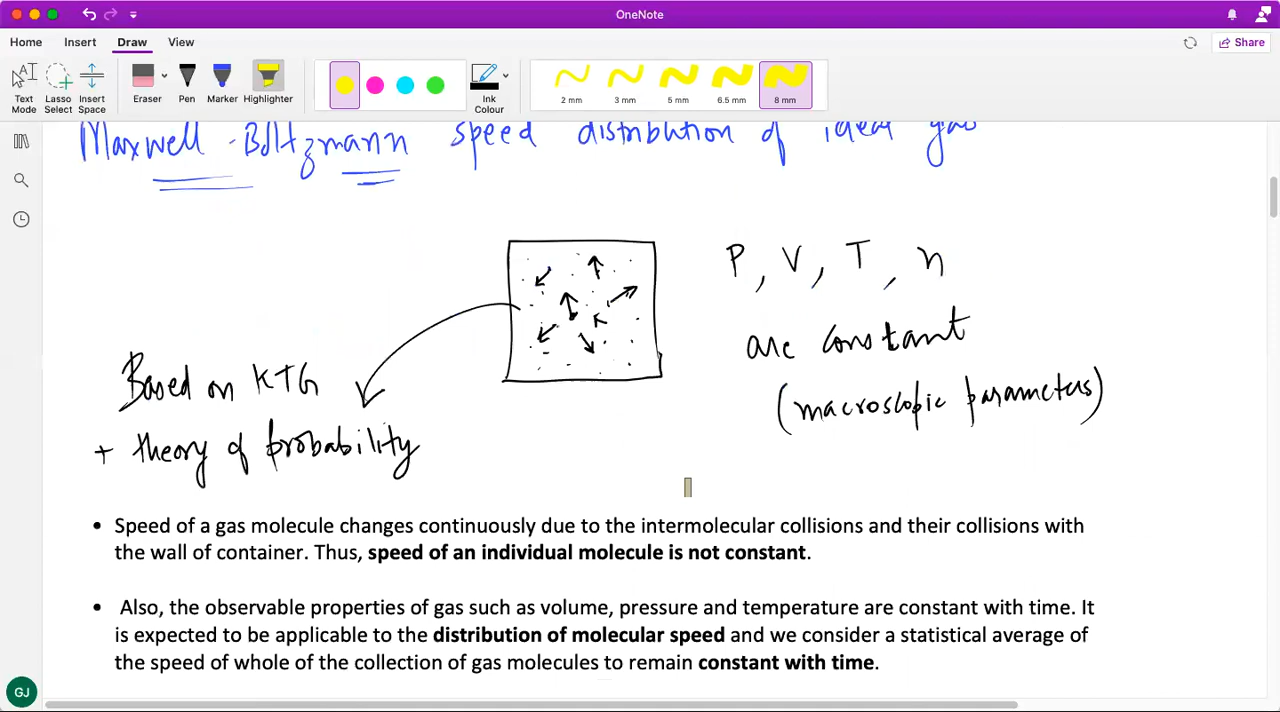 OneNote
Home Insert Draw View
Share
Text Mode
Lasso Select
Insert Space
Eraser
Pen
Marker
Highlighter
Ink Colour
2 mm
3 mm
5 mm
6.5 mm
8 mm
Maxwell-Boltzmann speed distribution of ideal gas
P, V, T, n
are constant
(macroscopic parameters)
Based on KTG
+ theory of probability
• Speed of a gas molecule changes continuously due to the intermolecular collisions and their collisions with
the wall of container. Thus, speed of an individual molecule is not constant.
• Also, the observable properties of gas such as volume, pressure and temperature are constant with time. It
is expected to be applicable to the distribution of molecular speed and we consider a statistical average of
the speed of whole of the collection of gas molecules to remain constant with time.
GJ